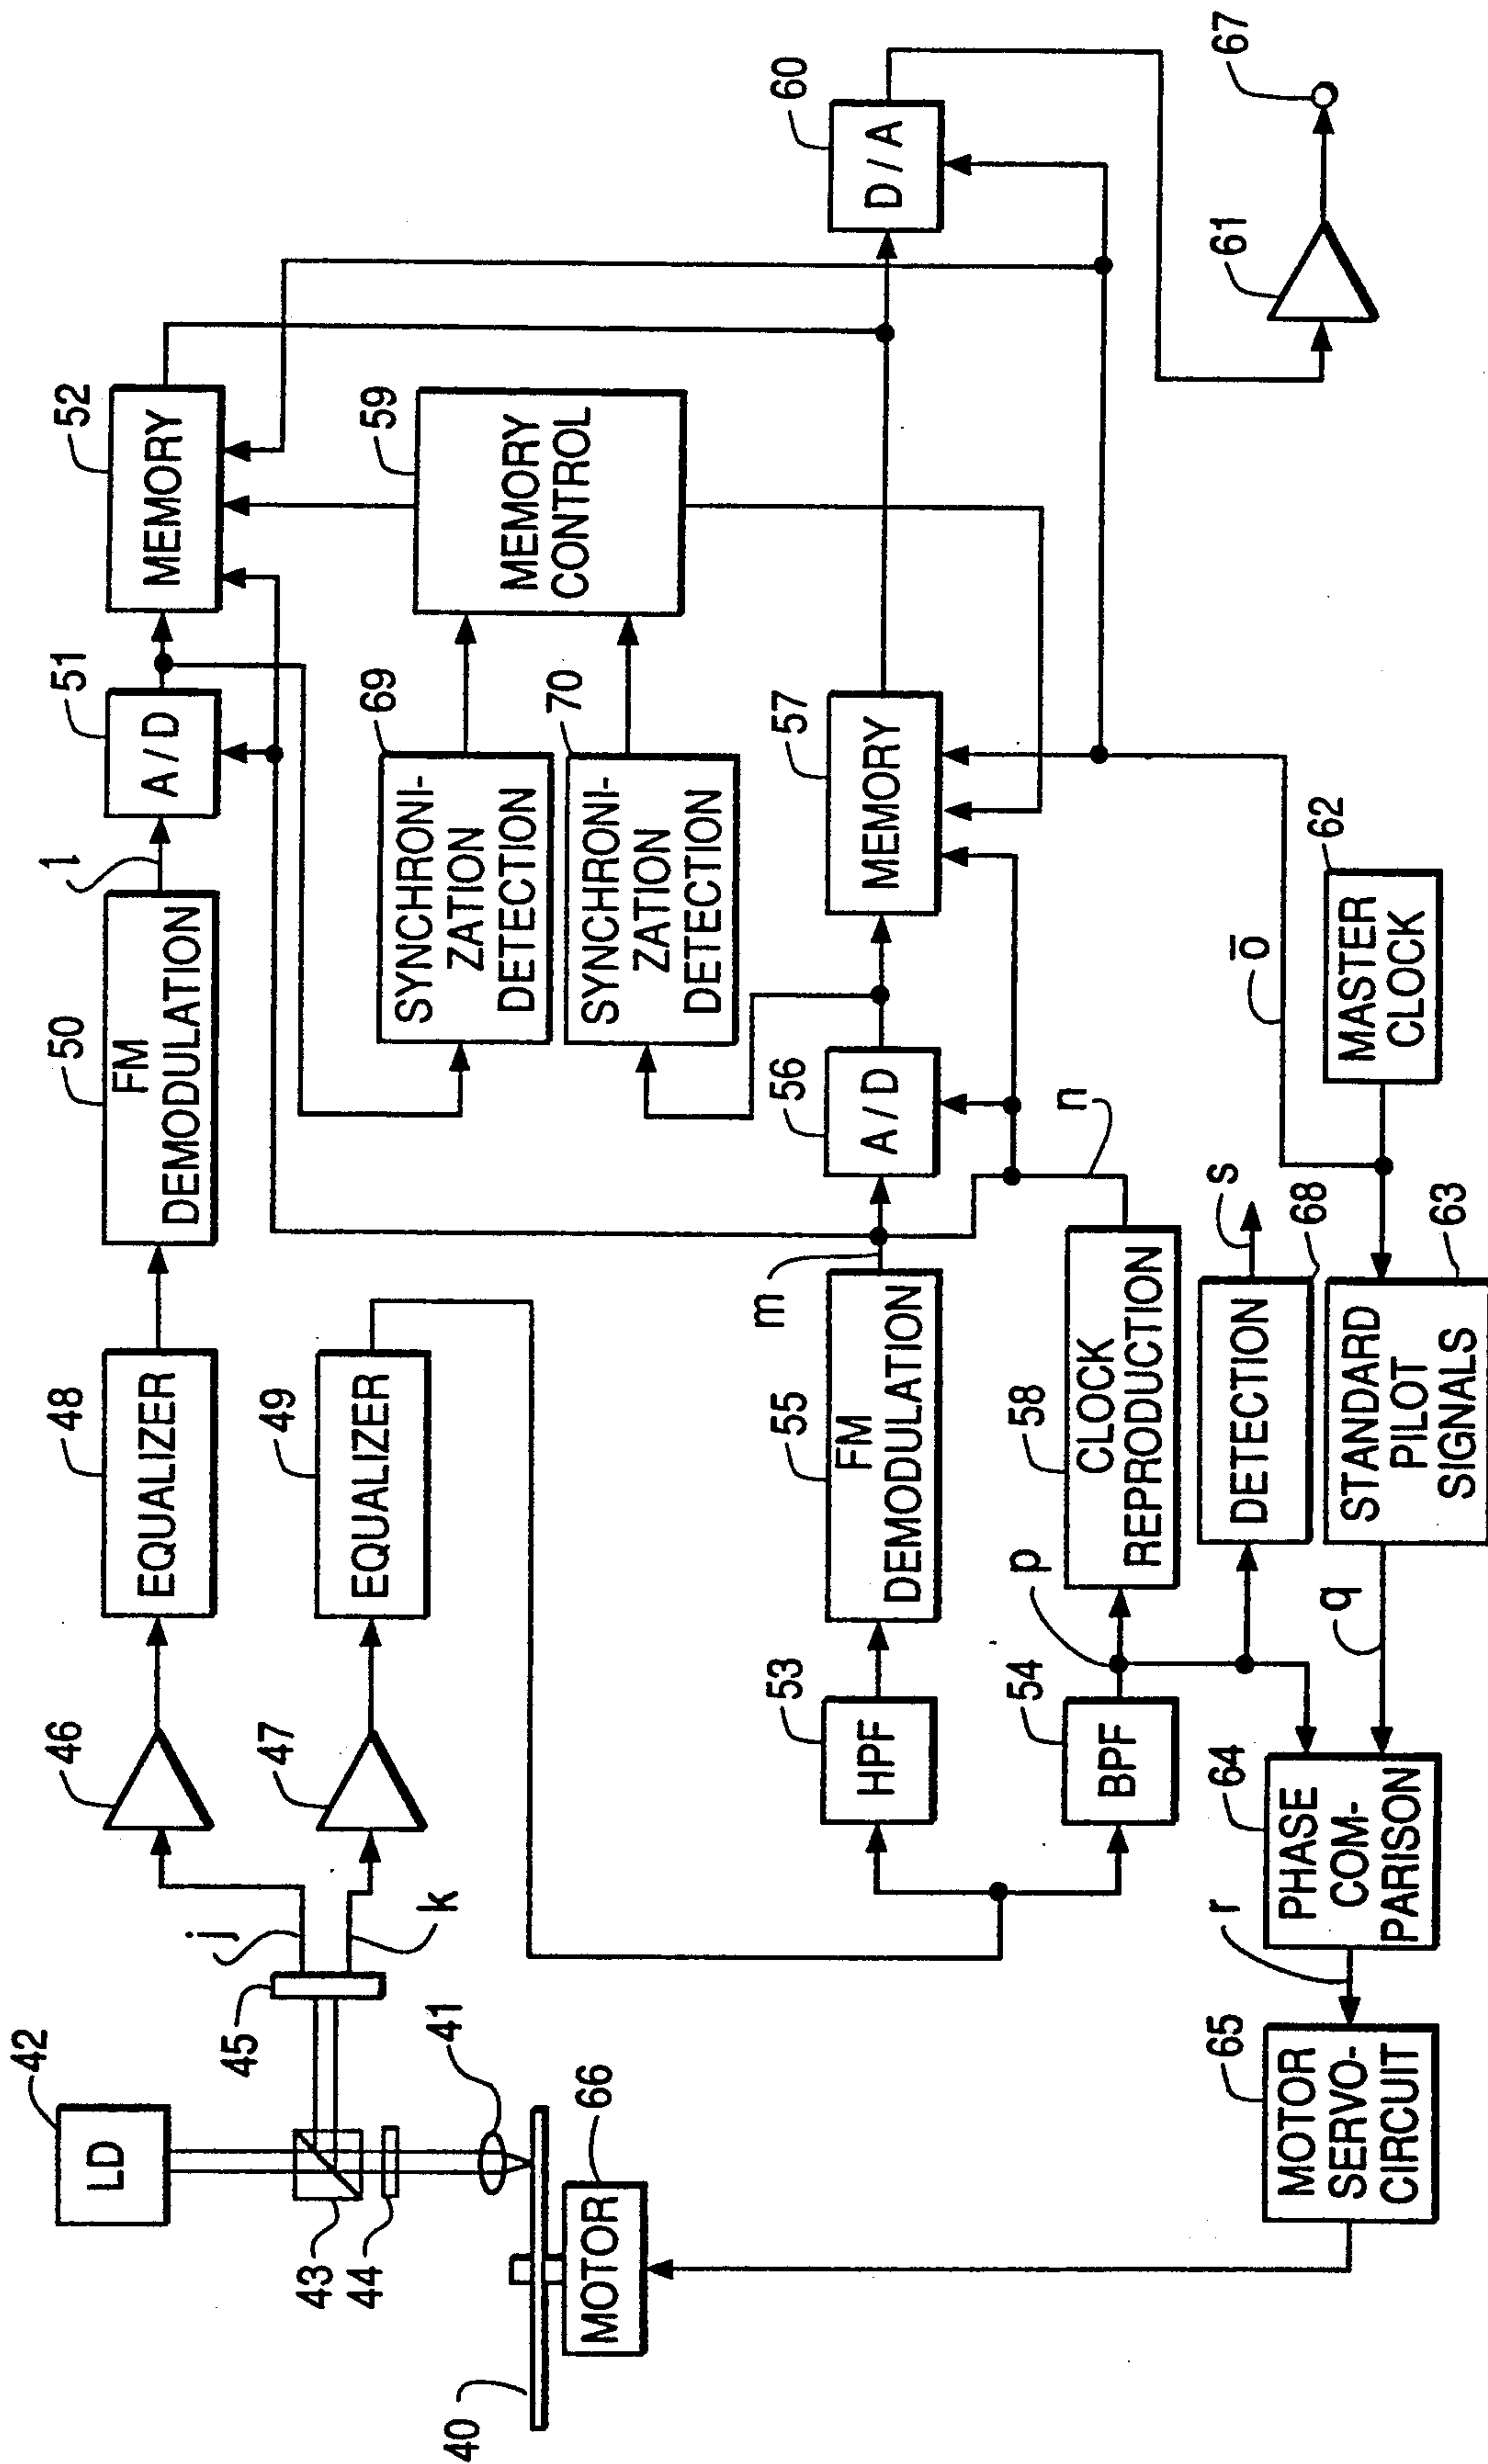 42
LD
43
44
45
41
40
66
MOTOR
j
k
46
47
48
EQUALIZER
49
EQUALIZER
50
FM
DEMODULATION
1
51
A / D
52
MEMORY
69
SYNCHRONI-
ZATION
DETECTION
70
SYNCHRONI-
ZATION
DETECTION
59
MEMORY
CONTROL
53
HPF
54
BPF
55
FM
DEMODULATION
m
56
A / D
57
MEMORY
60
D / A
p
58
CLOCK
REPRODUCTION
n
DETECTION
68
s
61
67
65
MOTOR
SERVO-
CIRCUIT
r
64
PHASE
COM-
PARISON
q
STANDARD
PILOT
SIGNALS
63
62
MASTER
CLOCK
o̅